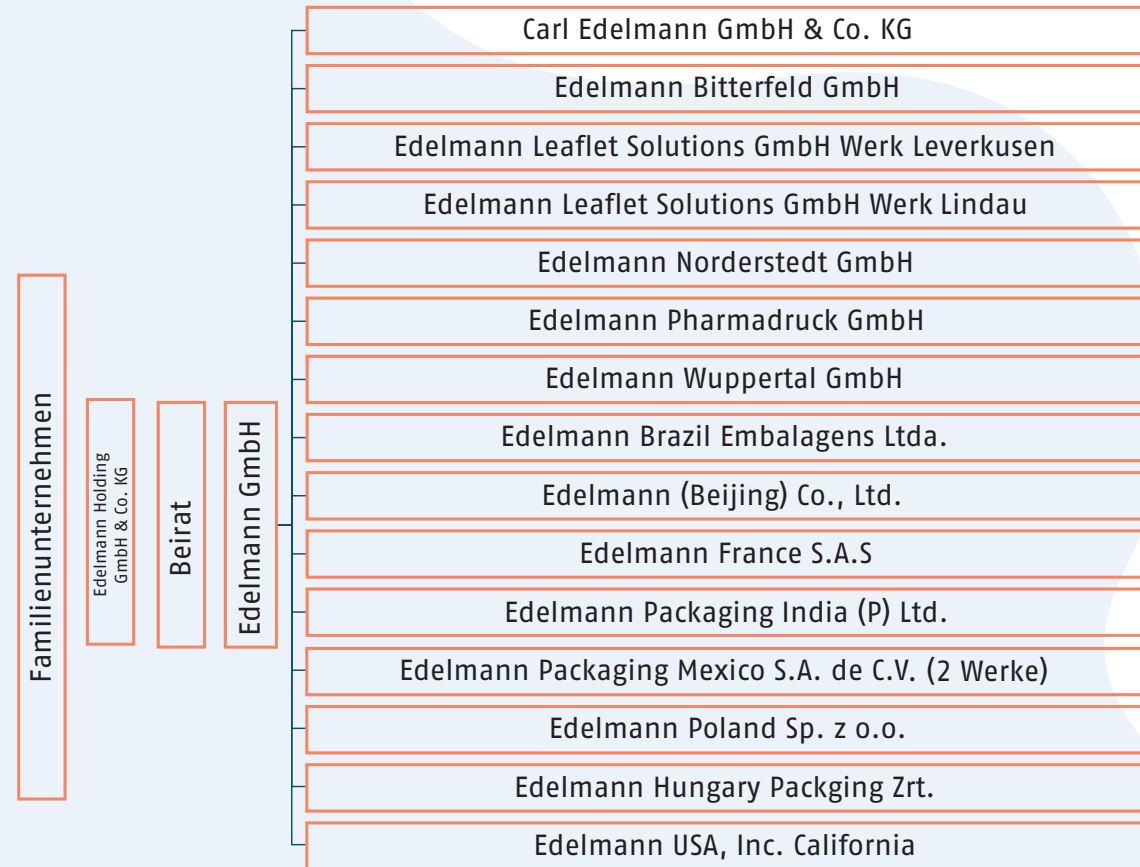 Familienunternehmen
Edelmann Holding
GmbH & Co. KG
Beirat
Edelmann GmbH
Carl Edelmann GmbH & Co. KG
Edelmann Bitterfeld GmbH
Edelmann Leaflet Solutions GmbH Werk Leverkusen
Edelmann Leaflet Solutions GmbH Werk Lindau
Edelmann Norderstedt GmbH
Edelmann Pharmadruck GmbH
Edelmann Wuppertal GmbH
Edelmann Brazil Embalagens Ltda.
Edelmann (Beijing) Co., Ltd.
Edelmann France S.A.S
Edelmann Packaging India (P) Ltd.
Edelmann Packaging Mexico S.A. de C.V. (2 Werke)
Edelmann Poland Sp. z o.o.
Edelmann Hungary Packging Zrt.
Edelmann USA, Inc. California